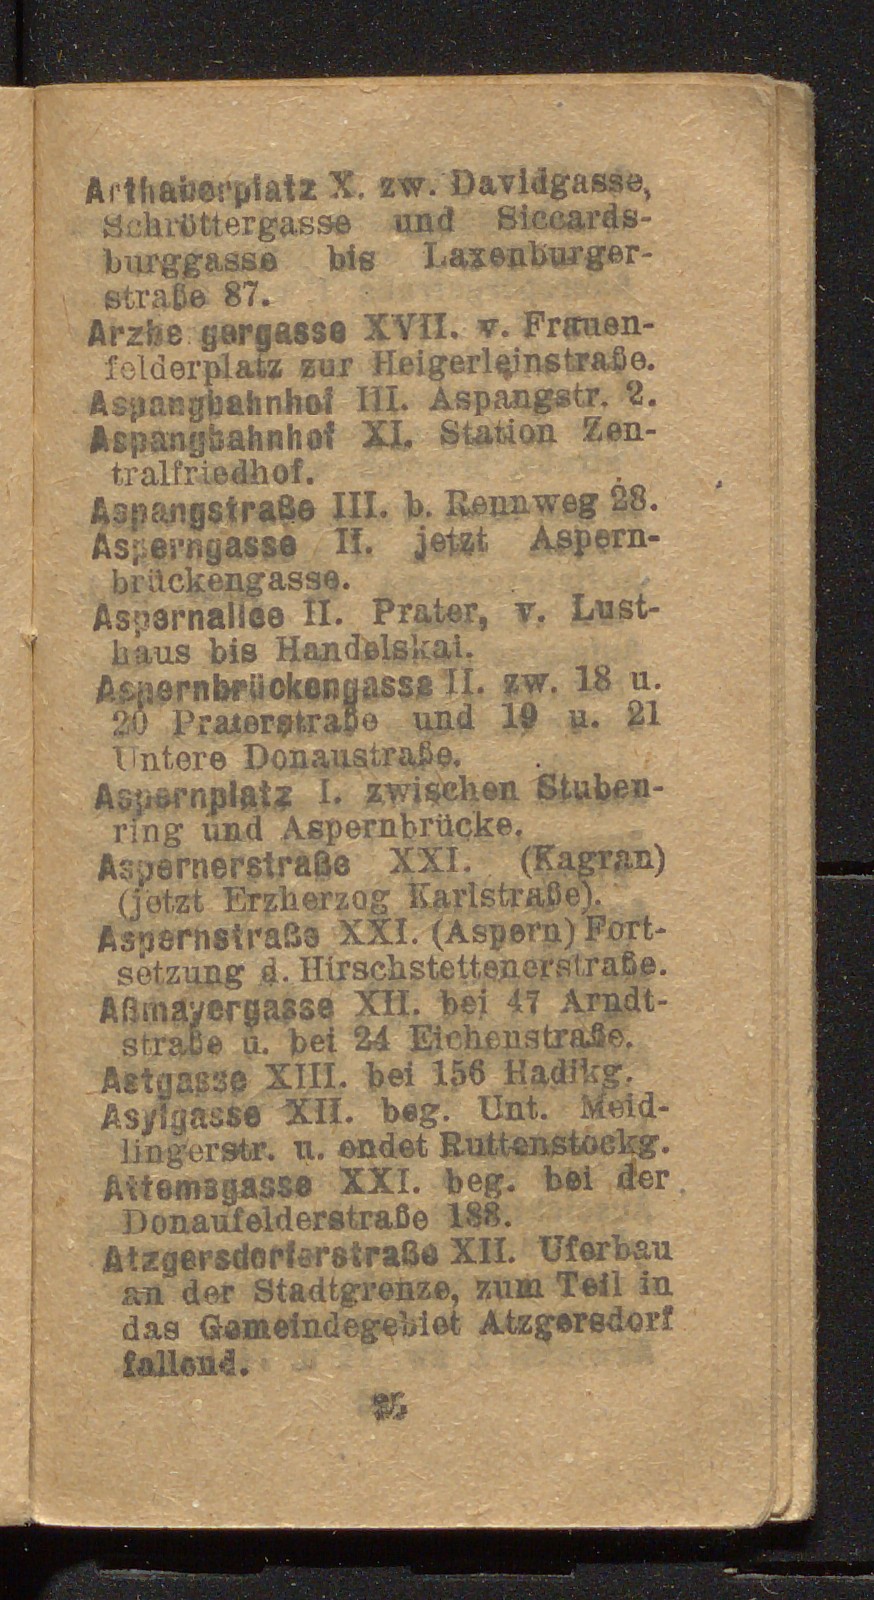 Arthaberplatz X. zw. Davidgasse,
Schröttergasse und Siccards-
burggasse bis Laxenburger-
straße 87.
Arzbe gergasse XVII. v. Frauen-
felderplatz zur Heigerleinstraße.
Aspangbahnhof III. Aspangstr. 2.
Aspangbahnhof XI. Station Zen-
tralfriedhof.
Aspangstraße III. b. Rennweg 28.
Asperngasse II. jetzt Aspern-
brückengasse.
Aspernallee II. Prater, v. Lust-
haus bis Handelskai.
Aspernbrückengasse II. zw. 18 u.
20 Praterstraße und 19 u. 21
Untere Donaustraße.
Aspernplatz I. zwischen Stuben-
ring und Aspernbrücke.
Aspernerstraße XXI. (Kagran)
(jetzt Erzherzog Karlstraße).
Aspernstraße XXI. (Aspern) Fort-
setzung d. Hirschstettenerstraße.
Aßmayergasse XII. bei 47 Arndt-
straße u. bei 24 Eichenstraße.
Astgasse XIII. bei 156 Hadikg.
Asylgasse XII. beg. Unt. Meid-
lingerstr. u. endet Ruttenstockg.
Attemsgasse XXI. beg. bei der
Donaufelderstraße 188.
Atzgersdorferstraße XII. Uferbau
an der Stadtgrenze, zum Teil in
das Gemeindegebiet Atzgersdorf
fallend.